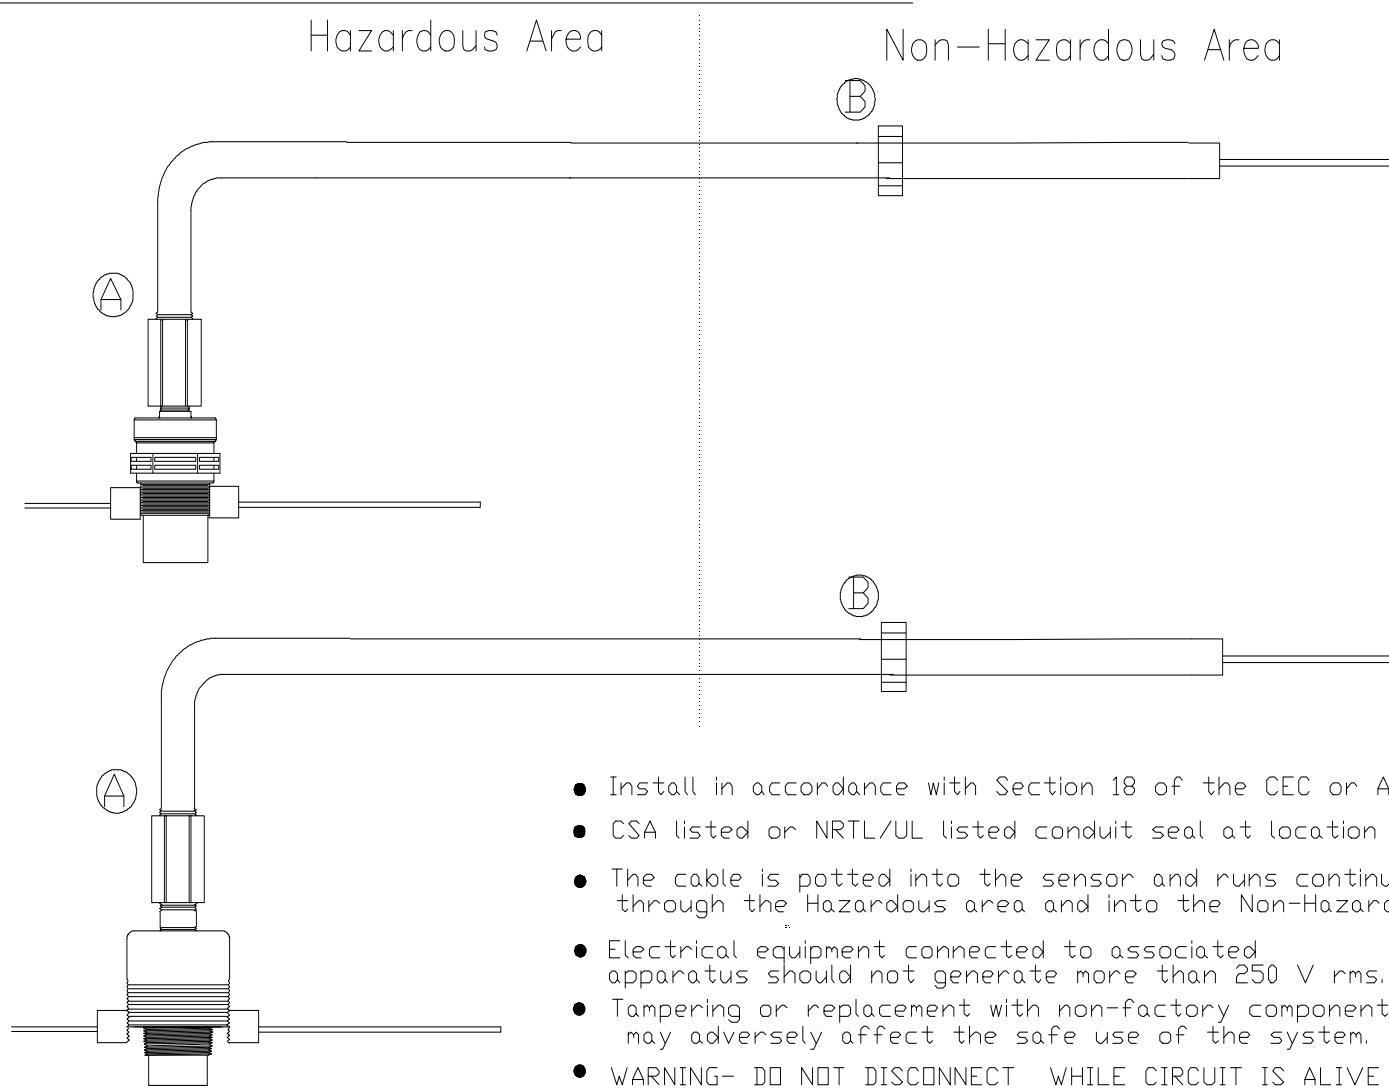 Hazardous Area
Non-Hazardous Area
B
A
B
A
Install in accordance with Section 18 of the CEC or A
CSA listed or NRTL/UL listed conduit seal at location
The cable is potted into the sensor and runs continu
through the Hazardous area and into the Non-Hazar
Electrical equipment connected to associated
apparatus should not generate more than 250 V rms.
Tampering or replacement with non-factory component
may adversely affect the safe use of the system.
WARNING- DO NOT DISCONNECT WHILE CIRCUIT IS ALIVE